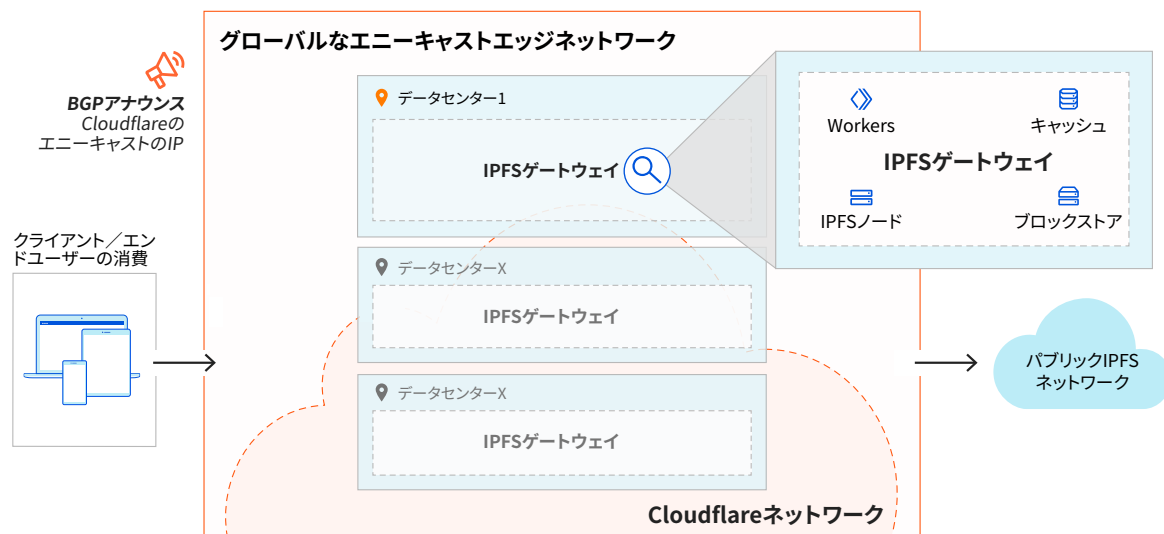 グローバルなエニーキャストエッジネットワーク
BGPアナウンス
Cloudflareの
エニーキャストのIP
クライアント／エン
ドユーザーの消費
データセンター1
IPFSゲートウェイ
データセンターX
IPFSゲートウェイ
データセンターX
IPFSゲートウェイ
Cloudflareネットワーク
Workers
キャッシュ
IPFSゲートウェイ
IPFSノード
ブロックストア
パブリックIPFS
ネットワーク